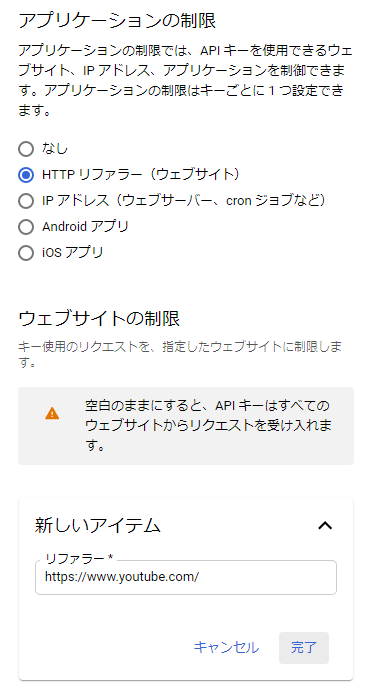 アプリケーションの制限
アプリケーションの制限では、API キーを使用できるウェ
ブサイト、IP アドレス、アプリケーションを制御できま
す。アプリケーションの制限はキーごとに 1 つ設定でき
ます。
なし
HTTP リファラー（ウェブサイト）
IP アドレス（ウェブサーバー、cron ジョブなど）
Android アプリ
iOS アプリ
ウェブサイトの制限
キー使用のリクエストを、指定したウェブサイトに制限しま
す。
空白のままにすると、API キーはすべての
ウェブサイトからリクエストを受け入れま
す。
新しいアイテム
リファラー *
https://www.youtube.com/
キャンセル
完了